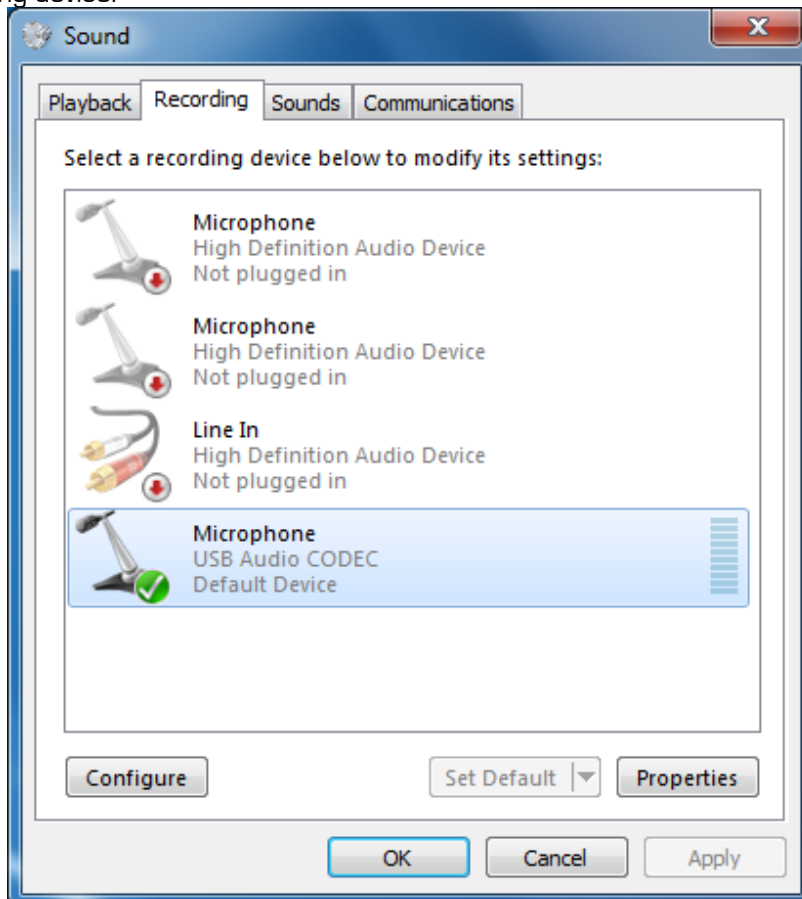 Sound
Playback Recording Sounds Communications
Select a recording device below to modify its settings:
Microphone
High Definition Audio Device
Not plugged in
Microphone
High Definition Audio Device
Not plugged in
Line In
High Definition Audio Device
Not plugged in
Microphone
USB Audio CODEC
Default Device
Configure Set Default Properties
OK Cancel Apply